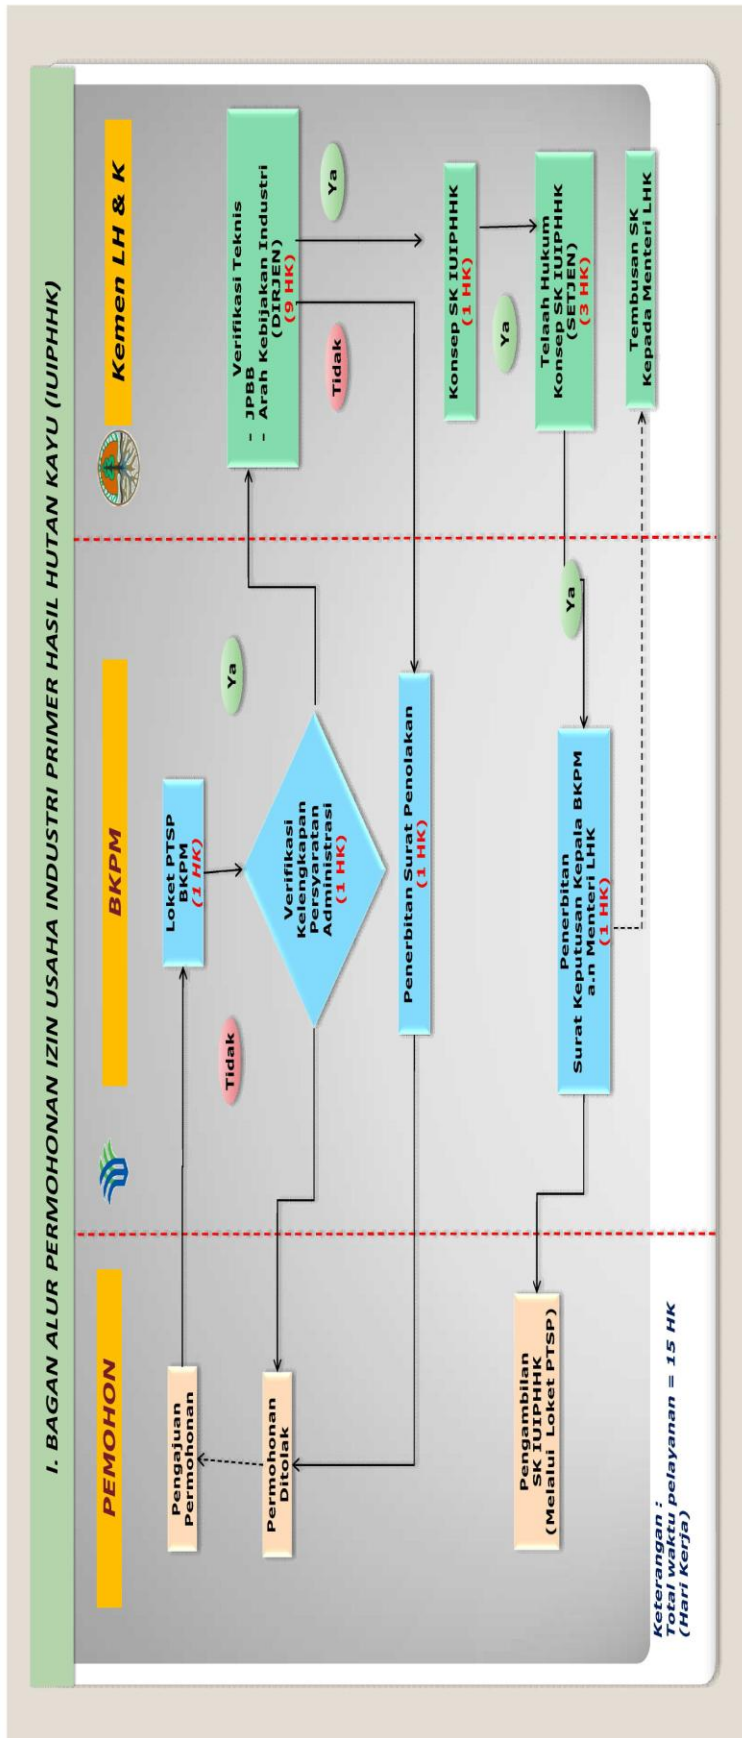 I. BAGAN ALUR PERMOHONAN IZIN USAHA INDUSTRI PRIMER HASIL HUTAN KAYU (IUIPHHK)
PEMOHON
BKPM
Kemen LH & K
Pengajuan
Permohonan
Loket PTSP
BKPM
(1 HK)
Tidak
Ya
Verifikasi
Kelengkapan
Persyaratan
Administrasi
(1 HK)
Verifikasi Teknis
- JPBB
- Arah Kebijakan Industri
(DIRJEN)
(9 HK)
Permohonan
Ditolak
Tidak
Ya
Penerbitan Surat Penolakan
(1 HK)
Konsep SK IUIPHHK
(1 HK)
Ya
Telaah Hukum
Konsep SK IUIPHHK
(SETJEN)
(3 HK)
Ya
Pengambilan
SK IUIPHHK
(Melalui Loket PTSP)
Penerbitan
Surat Keputusan Kepala BKPM
a.n Menteri LHK
(1 HK)
Tembusan SK
Kepada Menteri LHK
Keterangan :
Total waktu pelayanan = 15 HK
(Hari Kerja)